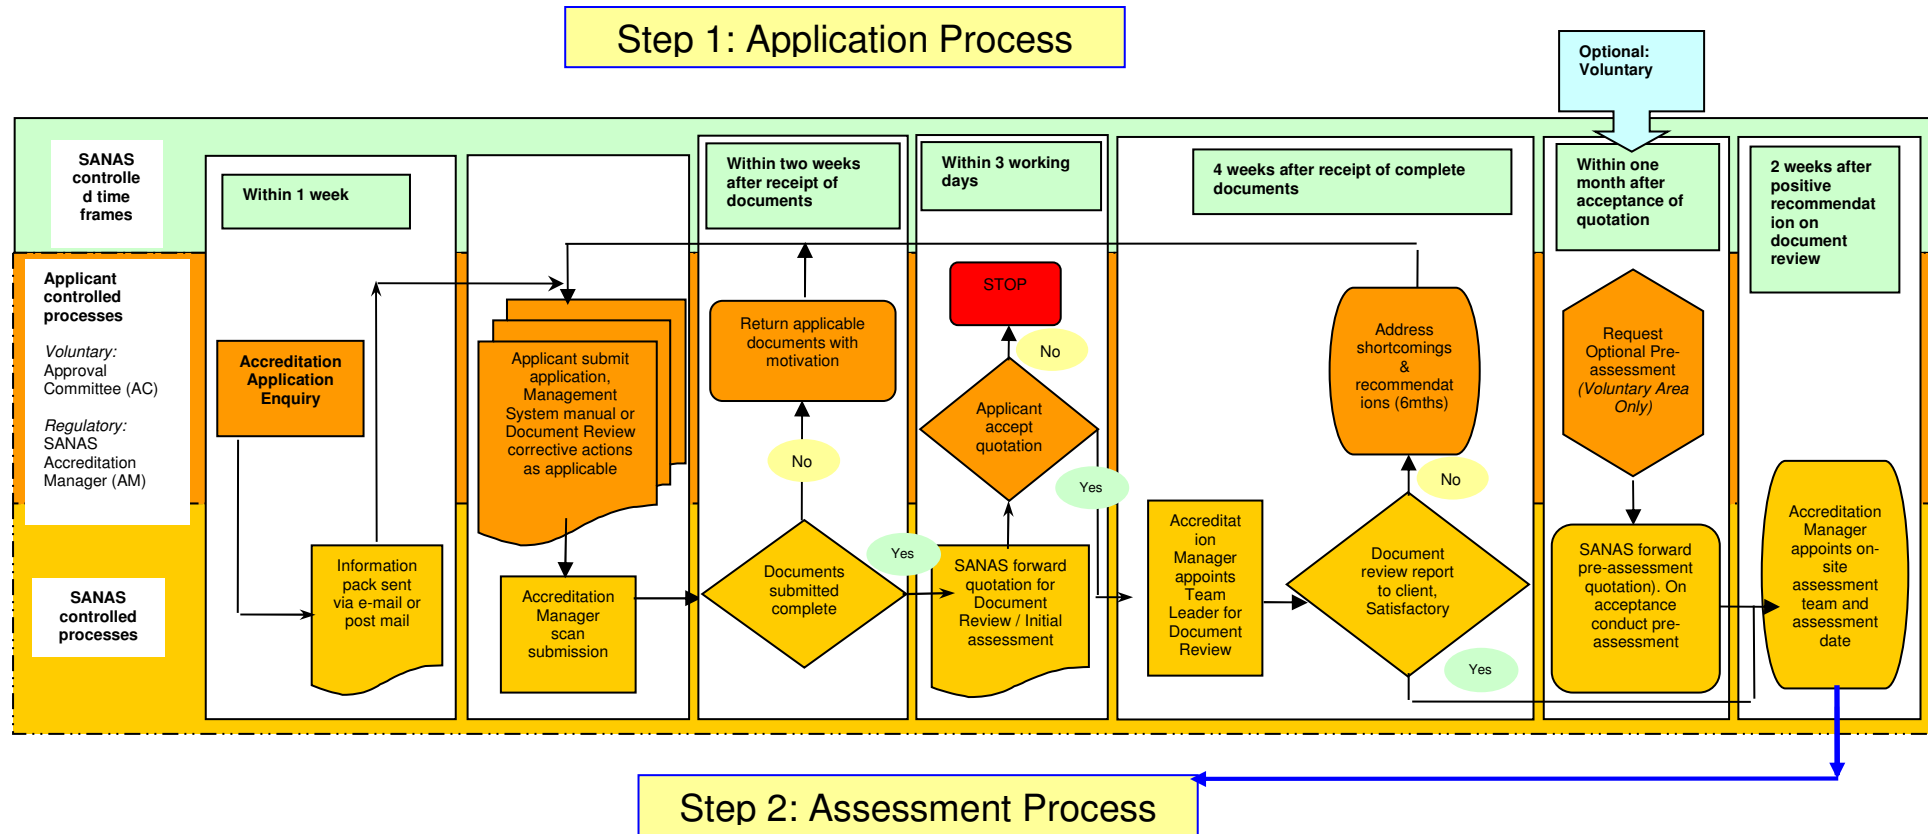 Step 1: Application Process
Optional:
Voluntary
SANAS
controlle
d time
frames
Within 1 week
Within two weeks
after receipt of
documents
Within 3 working
days
4 weeks after receipt of complete
documents
Within one
month after
acceptance of
quotation
2 weeks after
positive
recommendat
ion on
document
review
Applicant
controlled
processes
Voluntary:
Approval
Committee (AC)
Regulatory:
SANAS
Accreditation
Manager (AM)
Accreditation
Application
Enquiry
Applicant submit
application,
Management
System manual or
Document Review
corrective actions
as applicable
Return applicable
documents with
motivation
No
STOP
No
Applicant
accept
quotation
Yes
Address
shortcomings
&
recommendat
ions (6mths)
No
Request
Optional Pre-
assessment
(Voluntary Area
Only)
SANAS
controlled
processes
Information
pack sent
via e-mail or
post mail
Accreditation
Manager
scan
submission
Documents
submitted
complete
Yes
SANAS forward
quotation for
Document
Review / Initial
assessment
Accreditat
ion
Manager
appoints
Team
Leader for
Document
Review
Document
review report
to client,
Satisfactory
Yes
SANAS forward
pre-assessment
quotation). On
acceptance
conduct pre-
assessment
Accreditation
Manager
appoints on-
site
assessment
team and
assessment
date
Step 2: Assessment Process